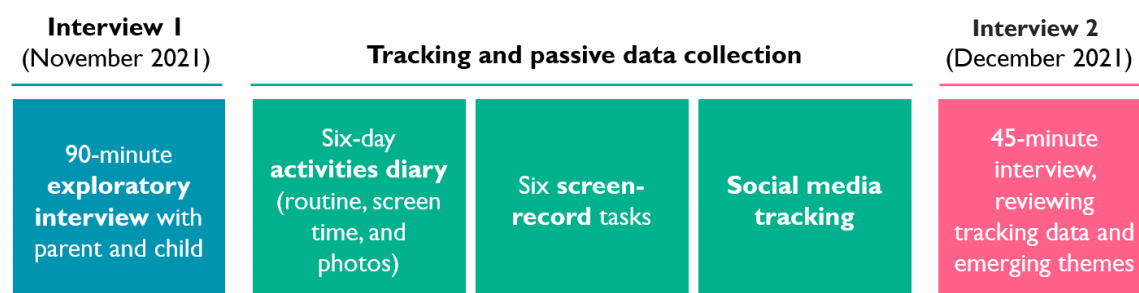 Interview 1
(November 2021)
Tracking and passive data collection
Interview 2
(December 2021)
90-minute
exploratory
interview with
parent and child
Six-day
activities diary
(routine, screen
time, and
photos)
Six screen-
record tasks
Social media
tracking
45-minute
interview,
reviewing
tracking data and
emerging themes